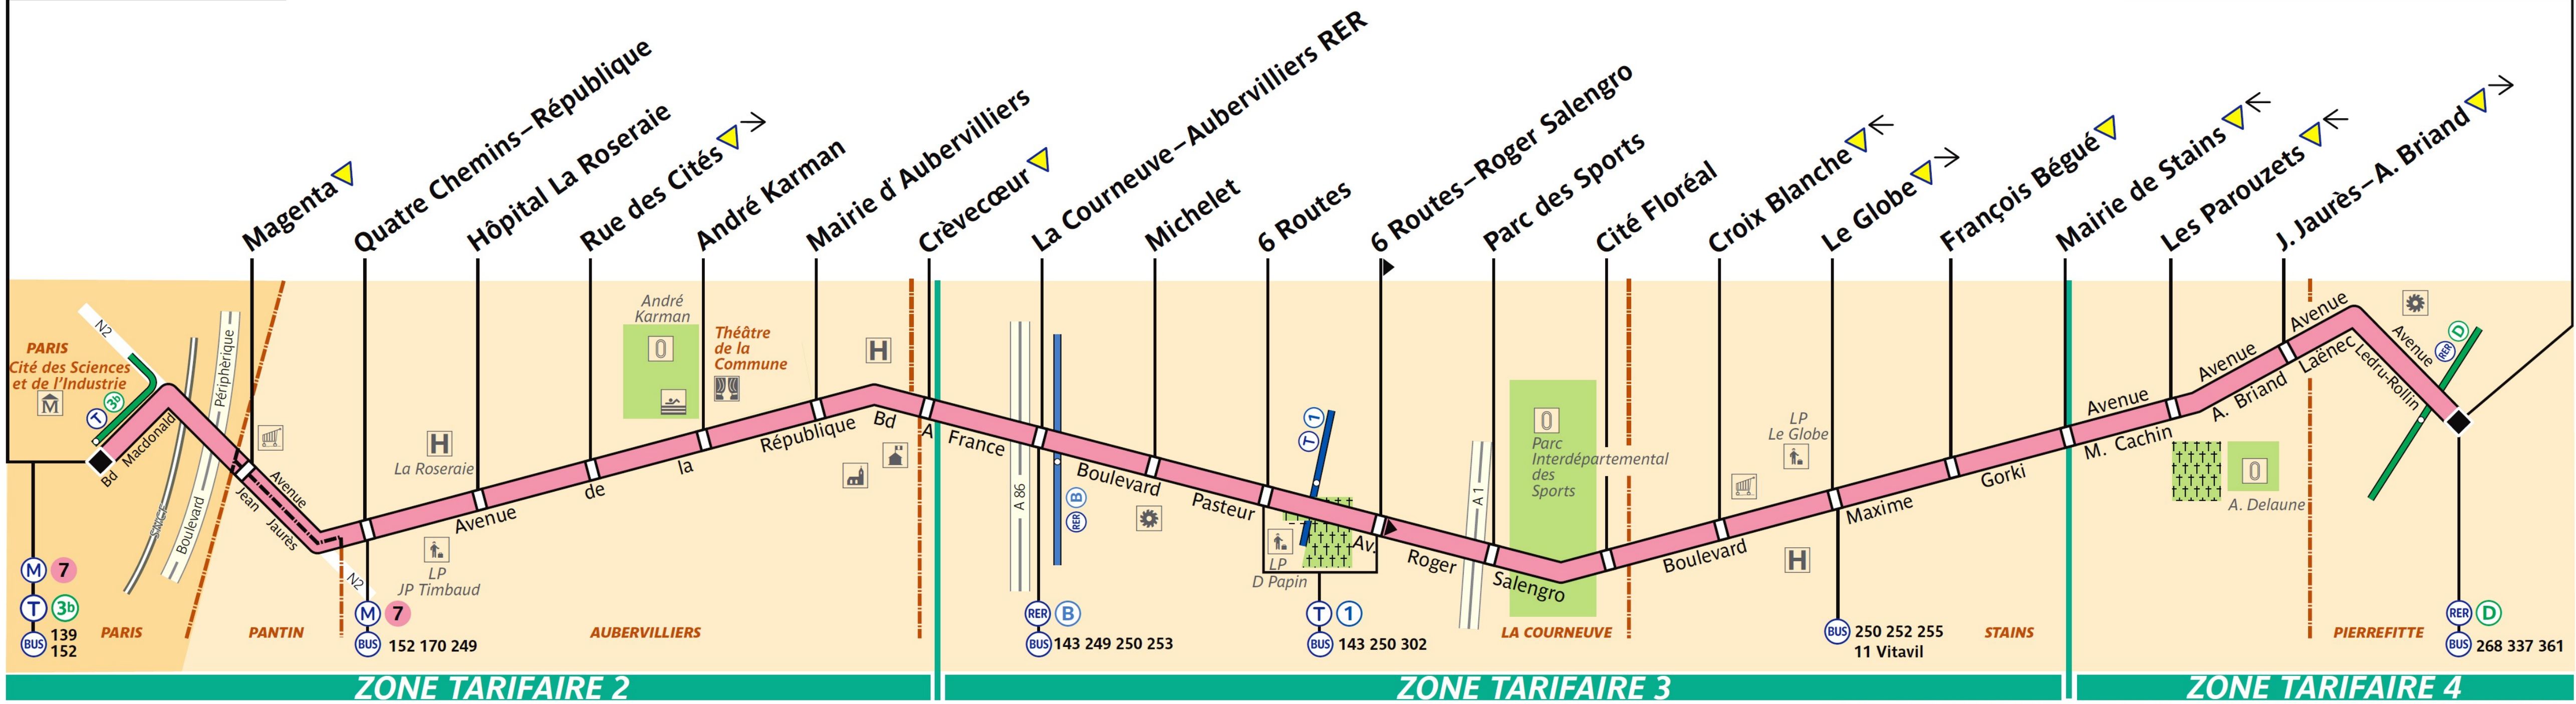 Magenta
Quatre Chemins–République
Hôpital La Roseraie
Rue des Cités
André Karman
Mairie d'Aubervilliers
Crèvecœur
La Courneuve–Aubervilliers RER
Michelet
6 Routes
6 Routes–Roger Salengro
Parc des Sports
Cité Floréal
Croix Blanche
Le Globe
François Bégué
Mairie de Stains
Les Parouzets
J. Jaurès–A. Briand
N2
PARIS
Cité des Sciences
et de l'Industrie
M
T 3b
Bd Macdonald
SNCF
Boulevard Périphérique
Avenue
Jean Jaurès
N2
H
La Roseraie
LP
JP Timbaud
Avenue de la République
André
Karman
Théâtre
de la
Commune
H
Bd A France
A 86
RER B
Boulevard Pasteur
T 1
LP
D Papin
Av. Roger Salengro
A 1
Parc
Interdépartemental
des
Sports
Boulevard Maxime Gorki
LP
Le Globe
H
Avenue
M. Cachin
Avenue
A. Briand
Avenue
Laënec
A. Delaune
Avenue
Ledru-Rollin
RER D
M 7
T 3b
BUS 139
152
M 7
BUS 152 170 249
RER B
BUS 143 249 250 253
T 1
BUS 143 250 302
BUS 250 252 255
11 Vitavil
RER D
BUS 268 337 361
PARIS
PANTIN
AUBERVILLIERS
LA COURNEUVE
STAINS
PIERREFITTE
ZONE TARIFAIRE 2
ZONE TARIFAIRE 3
ZONE TARIFAIRE 4